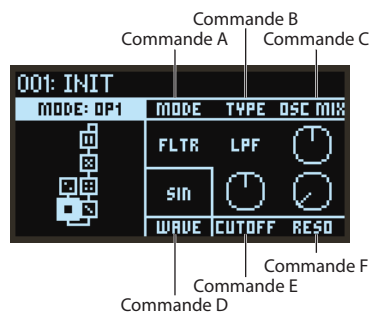 Commande B
Commande A Commande C
001: INIT
MODE: OP1 MODE TYPE OSC MIX
FLTR LPF
SIN
WAVE CUTOFF RESO
Commande F
Commande E
Commande D